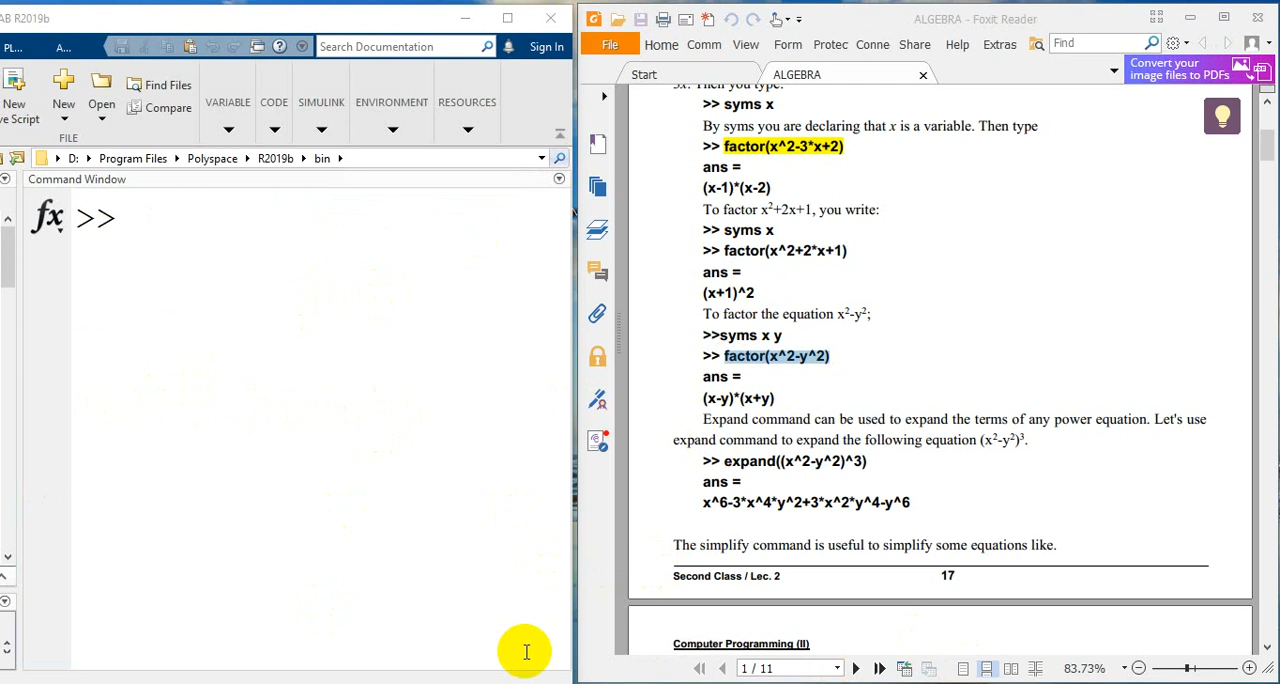 AB R2019b
PL...
A...
Search Documentation
Sign In
New
ve Script
New
Open
Find Files
Compare
VARIABLE
CODE
SIMULINK
ENVIRONMENT
RESOURCES
FILE
D: ▸ Program Files ▸ Polyspace ▸ R2019b ▸ bin ▸
Command Window
fx >>
ALGEBRA - Foxit Reader
File
Home
Comm
View
Form
Protec
Conne
Share
Help
Extras
Find
Start
ALGEBRA
Convert your
image files to PDFs
3x. Then you type:
>> syms x
By syms you are declaring that x is a variable. Then type
>> factor(x^2-3*x+2)
ans =
(x-1)*(x-2)
To factor x²+2x+1, you write:
>> syms x
>> factor(x^2+2*x+1)
ans =
(x+1)^2
To factor the equation x²-y²;
>>syms x y
>> factor(x^2-y^2)
ans =
(x-y)*(x+y)
Expand command can be used to expand the terms of any power equation. Let's use
expand command to expand the following equation (x²-y²)³.
>> expand((x^2-y^2)^3)
ans =
x^6-3*x^4*y^2+3*x^2*y^4-y^6
The simplify command is useful to simplify some equations like.
Second Class / Lec. 2
17
Computer Programming (II)
1 / 11
83.73%